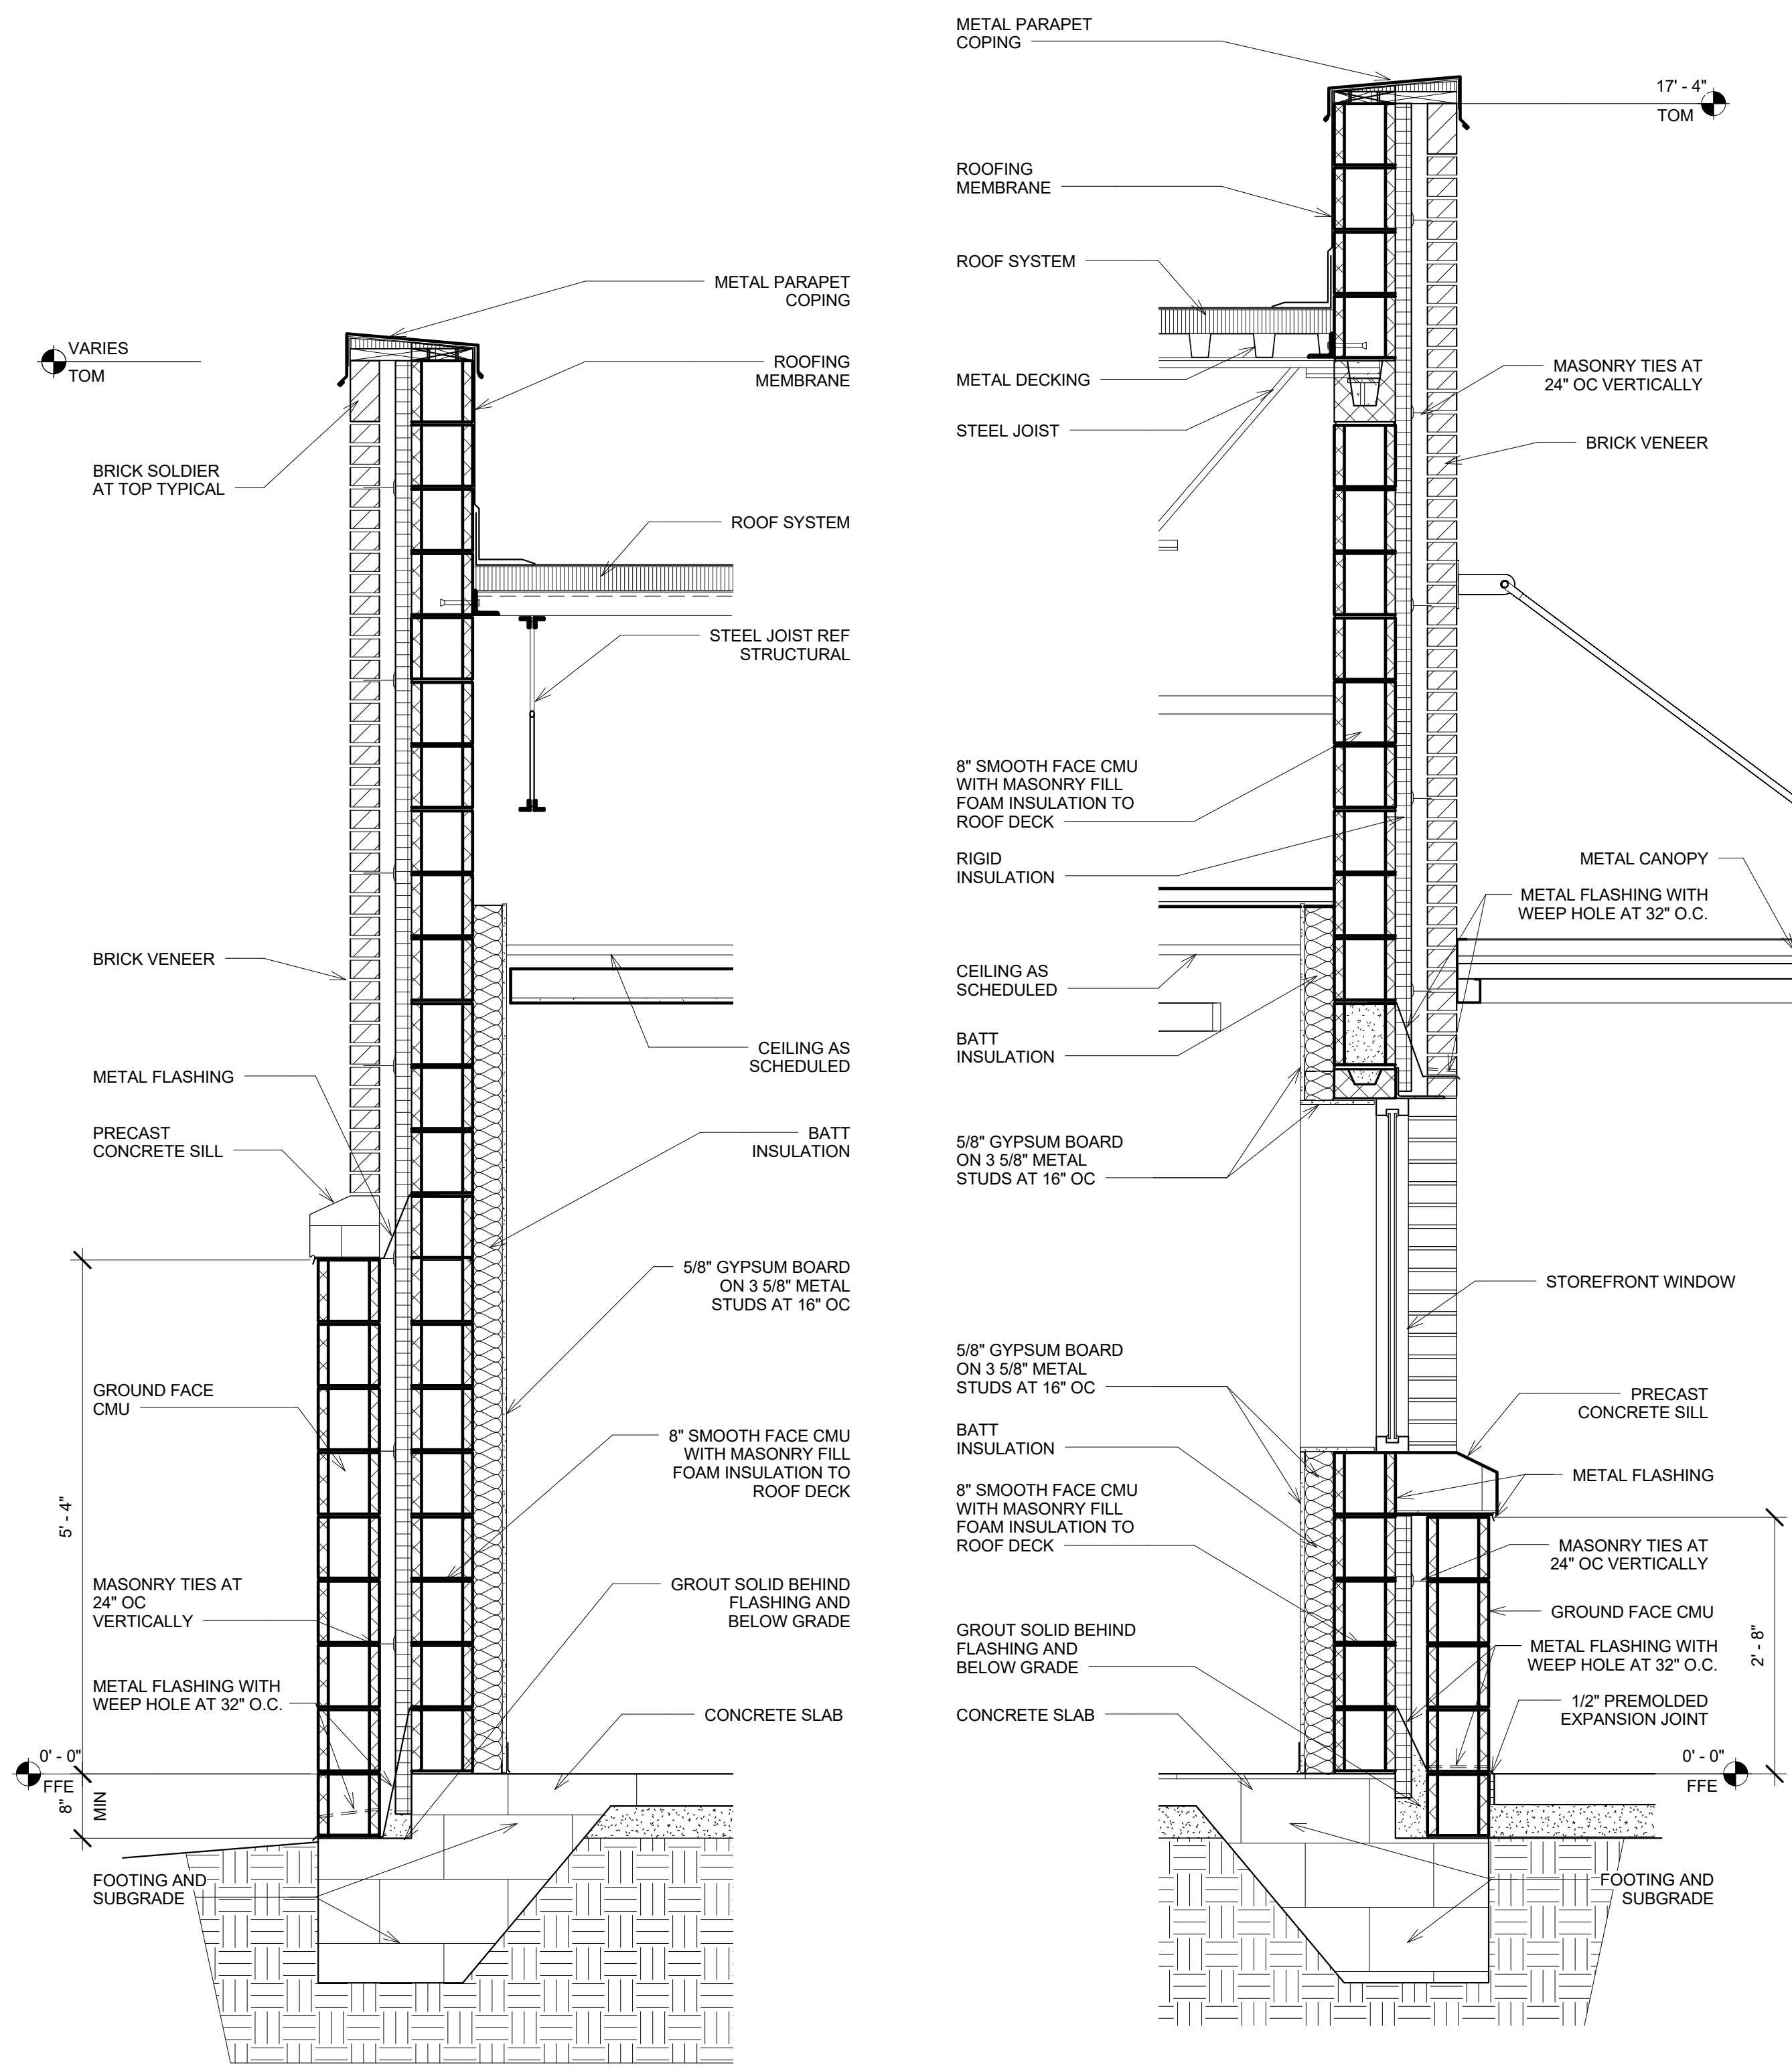 METAL PARAPET
COPING
VARIES
TOM
ROOFING
MEMBRANE
BRICK SOLDIER
AT TOP TYPICAL
ROOF SYSTEM
STEEL JOIST REF
STRUCTURAL
BRICK VENEER
CEILING AS
SCHEDULED
METAL FLASHING
PRECAST
CONCRETE SILL
BATT
INSULATION
5/8" GYPSUM BOARD
ON 3 5/8" METAL
STUDS AT 16" OC
GROUND FACE
CMU
8" SMOOTH FACE CMU
WITH MASONRY FILL
FOAM INSULATION TO
ROOF DECK
5' - 4"
MASONRY TIES AT
24" OC
VERTICALLY
GROUT SOLID BEHIND
FLASHING AND
BELOW GRADE
METAL FLASHING WITH
WEEP HOLE AT 32" O.C.
CONCRETE SLAB
0' - 0"
FFE
8"
MIN
FOOTING AND
SUBGRADE
METAL PARAPET
COPING
17' - 4"
TOM
ROOFING
MEMBRANE
ROOF SYSTEM
METAL DECKING
MASONRY TIES AT
24" OC VERTICALLY
STEEL JOIST
BRICK VENEER
8" SMOOTH FACE CMU
WITH MASONRY FILL
FOAM INSULATION TO
ROOF DECK
RIGID
INSULATION
METAL CANOPY
METAL FLASHING WITH
WEEP HOLE AT 32" O.C.
CEILING AS
SCHEDULED
BATT
INSULATION
5/8" GYPSUM BOARD
ON 3 5/8" METAL
STUDS AT 16" OC
STOREFRONT WINDOW
5/8" GYPSUM BOARD
ON 3 5/8" METAL
STUDS AT 16" OC
PRECAST
CONCRETE SILL
BATT
INSULATION
METAL FLASHING
8" SMOOTH FACE CMU
WITH MASONRY FILL
FOAM INSULATION TO
ROOF DECK
MASONRY TIES AT
24" OC VERTICALLY
GROUND FACE CMU
2' - 8"
GROUT SOLID BEHIND
FLASHING AND
BELOW GRADE
METAL FLASHING WITH
WEEP HOLE AT 32" O.C.
CONCRETE SLAB
1/2" PREMOLDED
EXPANSION JOINT
0' - 0"
FFE
FOOTING AND
SUBGRADE